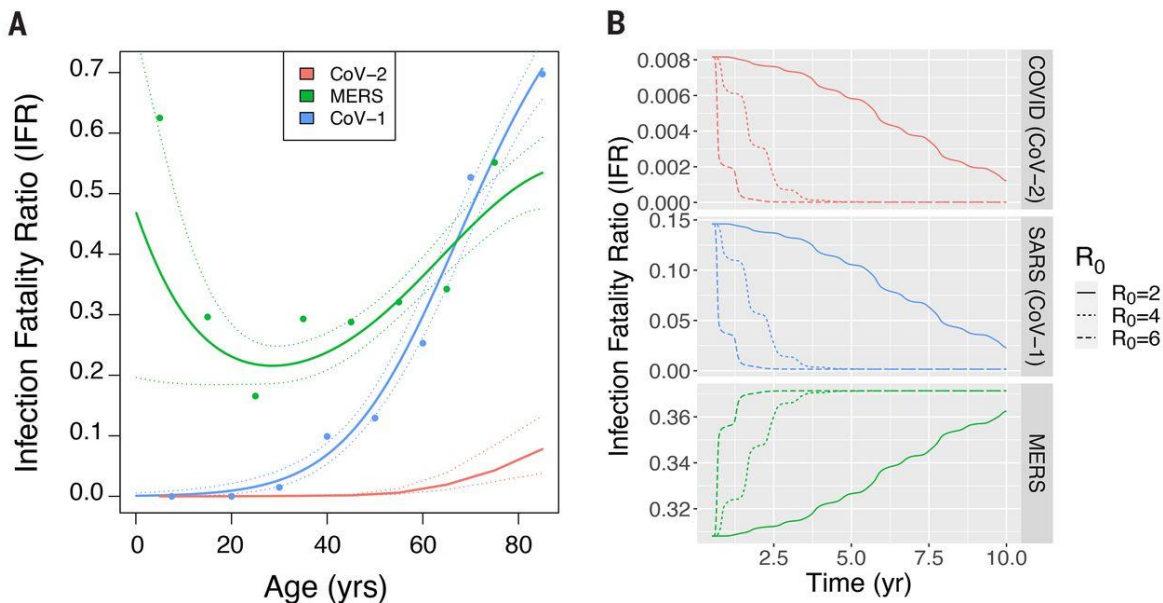 A
Infection Fatality Ratio (IFR)
0.7
0.6
0.5
0.4
0.3
0.2
0.1
0.0
CoV-2
MERS
CoV-1
0 20 40 60 80
Age (yrs)
B
Infection Fatality Ratio (IFR)
0.008
0.006
0.004
0.002
0.000
COVID (CoV-2)
0.15
0.10
0.05
0.00
SARS (CoV-1)
0.36
0.34
0.32
MERS
2.5 5.0 7.5 10.0
Time (yr)
R0
R0=2
R0=4
R0=6